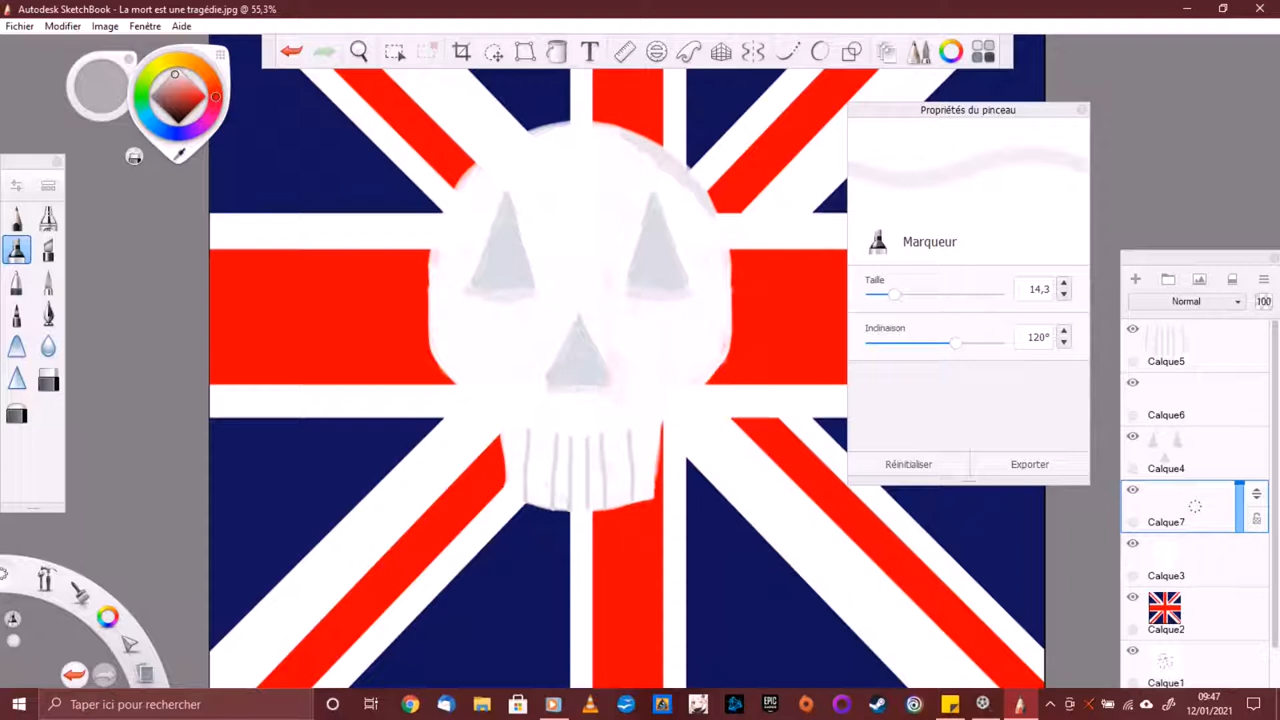 Autodesk SketchBook - La mort est une tragédie.jpg @ 55,3%
Fichier Modifier Image Fenêtre Aide
Propriétés du pinceau
Marqueur
Taille
14,3
Inclinaison
120°
Réinitialiser Exporter
Normal 100
Calque5
Calque6
Calque4
Calque7
Calque3
Calque2
Calque1
Taper ici pour rechercher
EPIC
09:47
12/01/2021